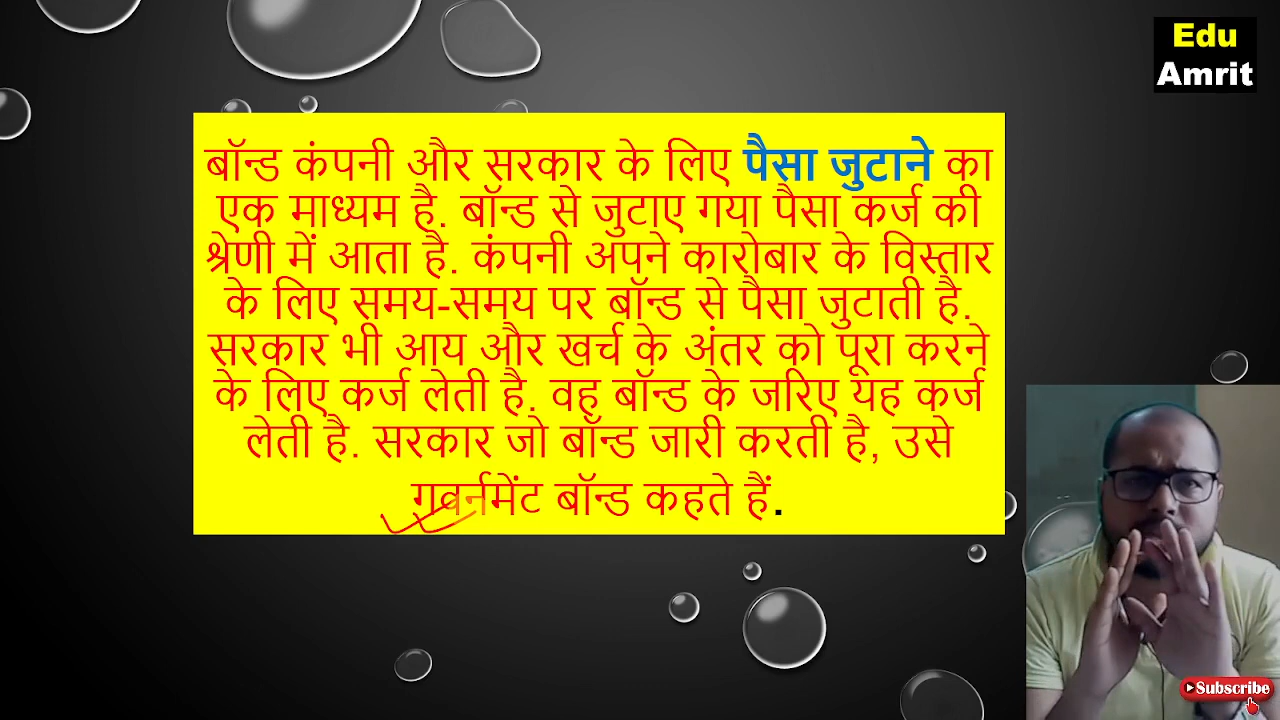 Edu
Amrit
बॉन्ड कंपनी और सरकार के लिए पैसा जुटाने का
एक माध्यम है. बॉन्ड से जुटाए गया पैसा कर्ज की
श्रेणी में आता है. कंपनी अपने कारोबार के विस्तार
के लिए समय-समय पर बॉन्ड से पैसा जुटाती है.
सरकार भी आय और खर्च के अंतर को पूरा करने
के लिए कर्ज लेती है. वह बॉन्ड के जरिए यह कर्ज
लेती है. सरकार जो बॉन्ड जारी करती है, उसे
गवर्नमेंट बॉन्ड कहते हैं.
Subscribe